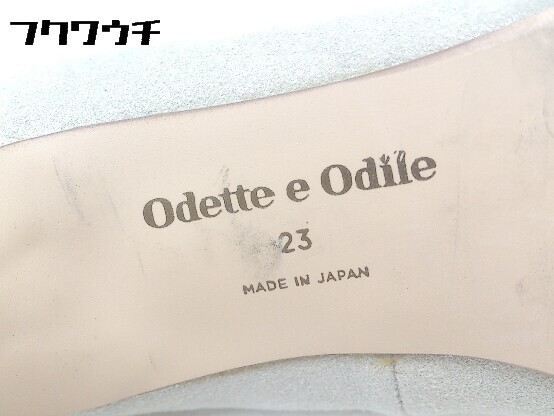 フクワウチ
Odette e Odile
23
MADE IN JAPAN